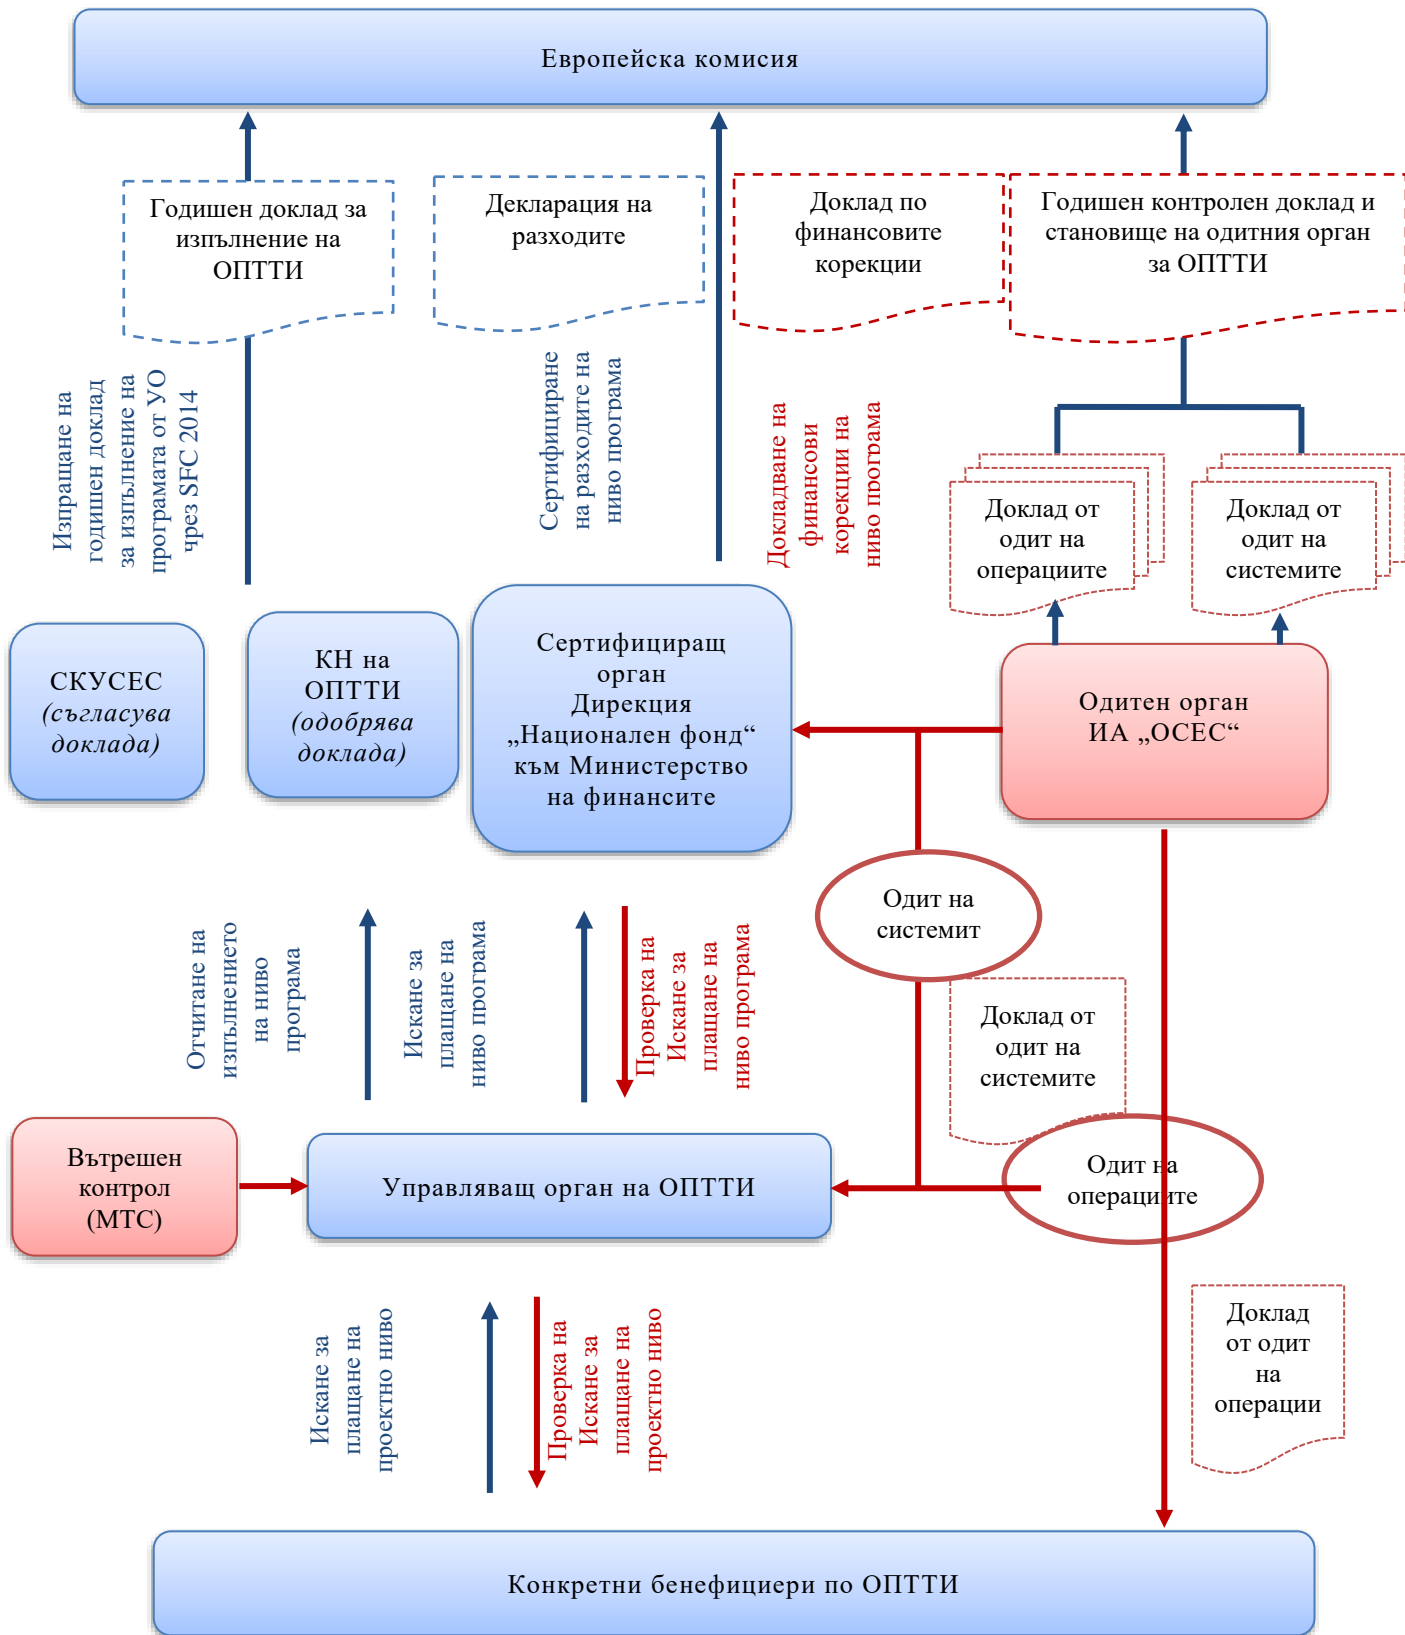 Европейска комисия
Годишен доклад за
изпълнение на
ОПТТИ
Декларация на
разходите
Доклад по
финансовите
корекции
Годишен контролен доклад и
становище на одитния орган
за ОПТТИ
Изпращане на
годишен доклад
за изпълнение на
програмата от УО
чрез SFC 2014
Сертифициране
на разходите на
ниво програма
Докладване на
финансови
корекции на
ниво програма
Доклад от
одит на
операциите
Доклад от
одит на
системите
СКУСЕС
(съгласува
доклада)
КН на
ОПТТИ
(одобрява
доклада)
Сертифициращ
орган
Дирекция
„Национален фонд“
към Министерство
на финансите
Одитен орган
ИА „ОСЕС“
Одит на
системит
Отчитане на
изпълнението
на ниво
програма
Искане за
плащане на
ниво програма
Проверка на
Искане за
плащане на
ниво програма
Доклад от
одит на
системите
Вътрешен
контрол
(МТС)
Управляващ орган на ОПТТИ
Одит на
операциите
Искане за
плащане на
проектно ниво
Проверка на
Искане за
плащане на
проектно ниво
Доклад
от одит
на
операции
Конкретни бенефициери по ОПТТИ